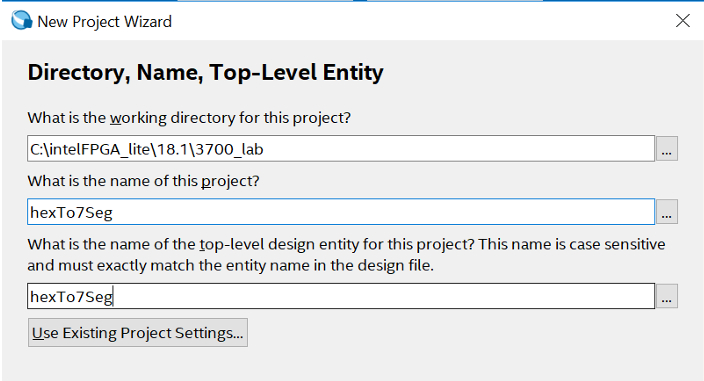 New Project Wizard
Directory, Name, Top-Level Entity
What is the working directory for this project?
C:\intelFPGA_lite\18.1\3700_lab
...
What is the name of this project?
hexTo7Seg
...
What is the name of the top-level design entity for this project? This name is case sensitive
and must exactly match the entity name in the design file.
hexTo7Seg
...
Use Existing Project Settings...